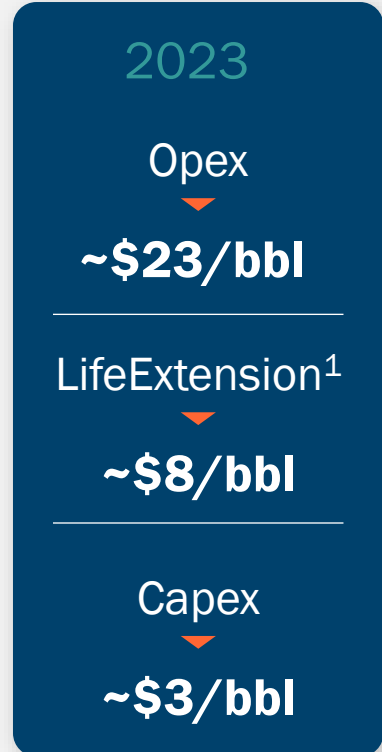 2023
Opex
~$23/bbl
LifeExtension¹
~$8/bbl
Capex
~$3/bbl